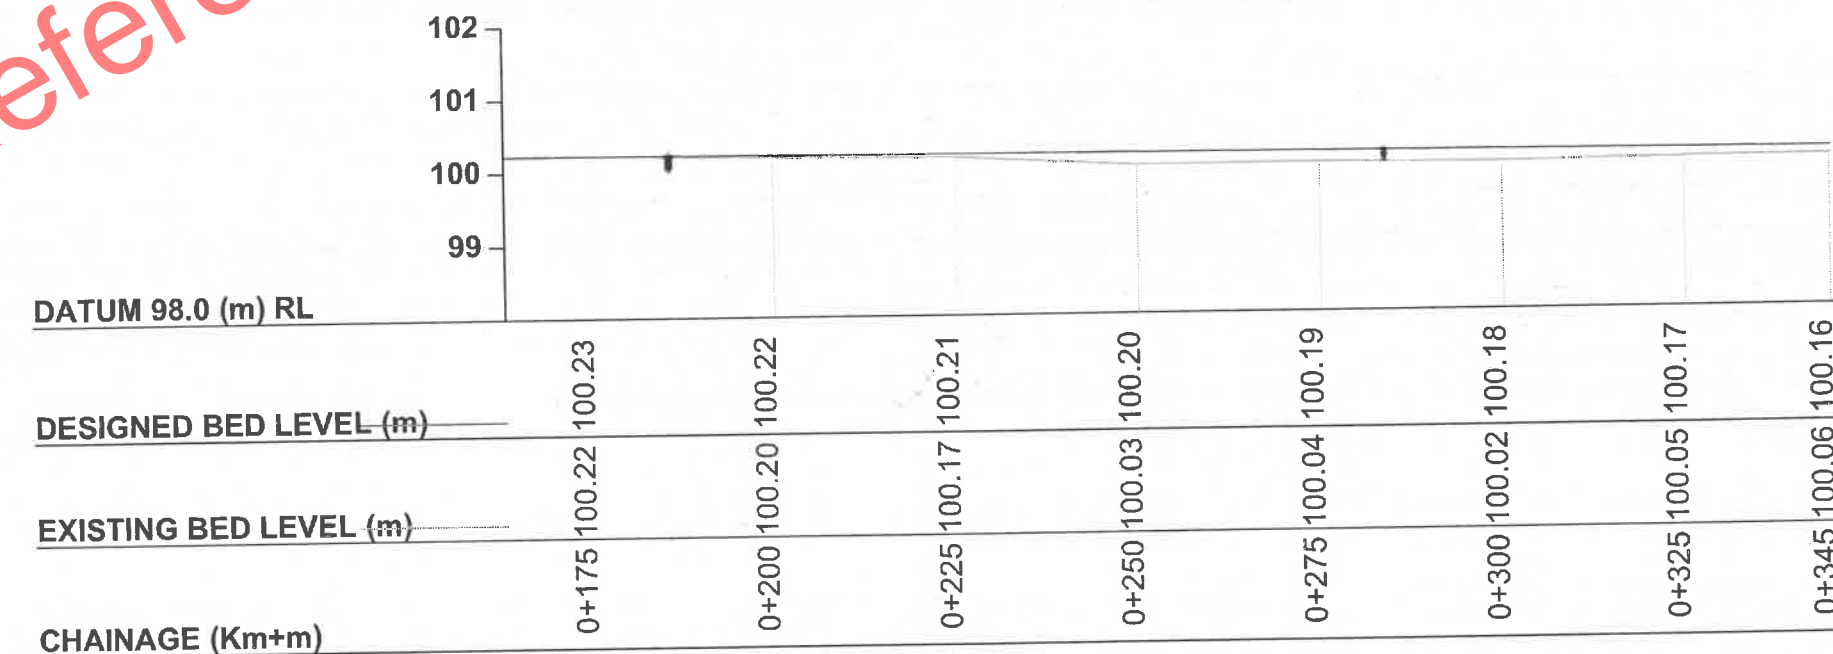 efere
102
101
100
99
DATUM 98.0 (m) RL
DESIGNED BED LEVEL (m) 100.23 100.22 100.21 100.20 100.19 100.18 100.17 100.16
EXISTING BED LEVEL (m) 100.22 100.20 100.17 100.03 100.04 100.02 100.05 100.06
CHAINAGE (Km+m) 0+175 0+200 0+225 0+250 0+275 0+300 0+325 0+345